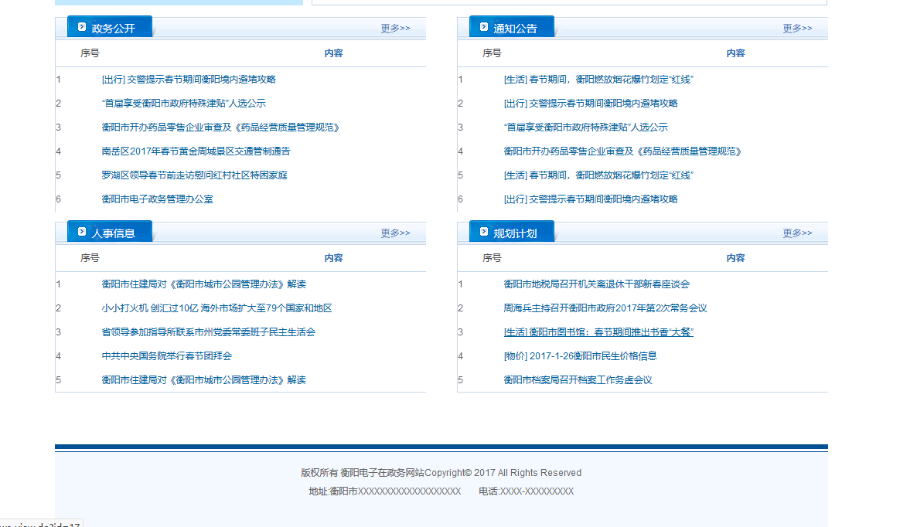 政务公开 更多>>
序号 内容
1 [出行] 交警提示春节期间衡阳境内避堵攻略
2 “首届享受衡阳市政府特殊津贴”人选公示
3 衡阳市开办药品零售企业审查及《药品经营质量管理规范》
4 南岳区2017年春节黄金周城景区交通管制通告
5 罗湖区领导春节前走访慰问红村社区特困家庭
6 衡阳市电子政务管理办公室
通知公告 更多>>
序号 内容
1 [生活] 春节期间，衡阳燃放烟花爆竹划定“红线”
2 [出行] 交警提示春节期间衡阳境内避堵攻略
3 “首届享受衡阳市政府特殊津贴”人选公示
4 衡阳市开办药品零售企业审查及《药品经营质量管理规范》
5 [生活] 春节期间，衡阳燃放烟花爆竹划定“红线”
6 [出行] 交警提示春节期间衡阳境内避堵攻略
人事信息 更多>>
序号 内容
1 衡阳市住建局对《衡阳市城市公园管理办法》解读
2 小小打火机 创汇过10亿 海外市场扩大至79个国家和地区
3 省领导参加指导所联系市州党委常委班子民主生活会
4 中共中央国务院举行春节团拜会
5 衡阳市住建局对《衡阳市城市公园管理办法》解读
规划计划 更多>>
序号 内容
1 衡阳市地税局召开机关离退休干部新春座谈会
2 周海兵主持召开衡阳市政府2017年第2次常务会议
3 [生活] 衡阳市图书馆：春节期间推出书香“大餐”
4 [物价] 2017-1-26衡阳市民生价格信息
5 衡阳市档案局召开档案工作务虚会议
版权所有 衡阳电子在政务网站Copyright© 2017 All Rights Reserved
地址:衡阳市XXXXXXXXXXXXXXXXXXX 电话:XXXX-XXXXXXXXX